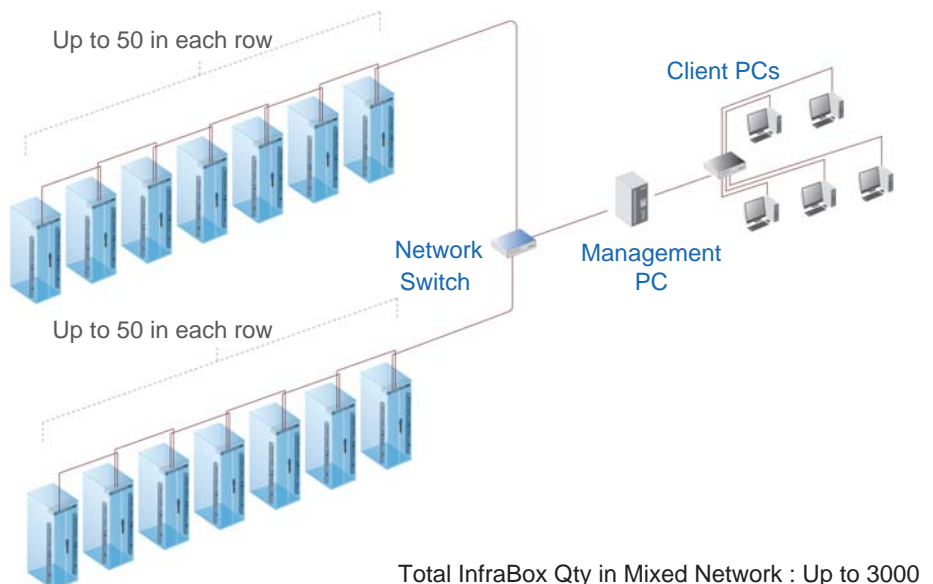 Up to 50 in each row
Client PCs
Network
Switch
Management
PC
Up to 50 in each row
Total InfraBox Qty in Mixed Network : Up to 3000